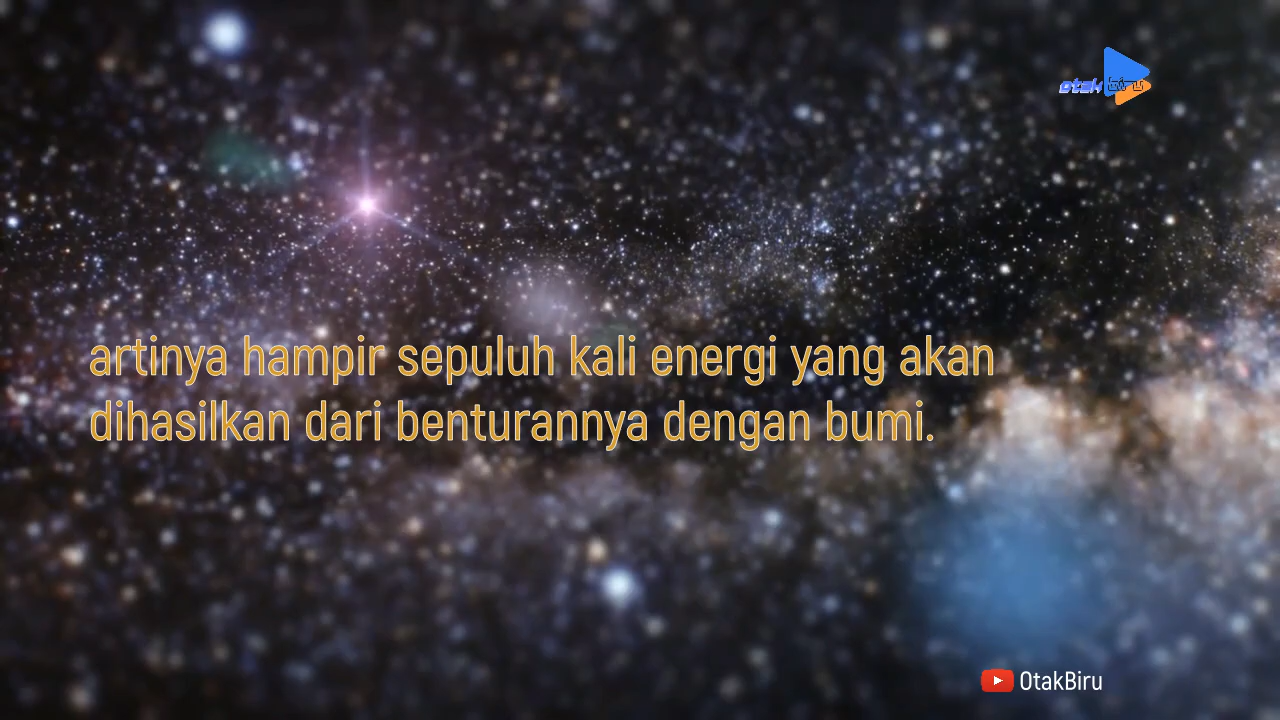 otak biru
artinya hampir sepuluh kali energi yang akan
dihasilkan dari benturannya dengan bumi.
OtakBiru